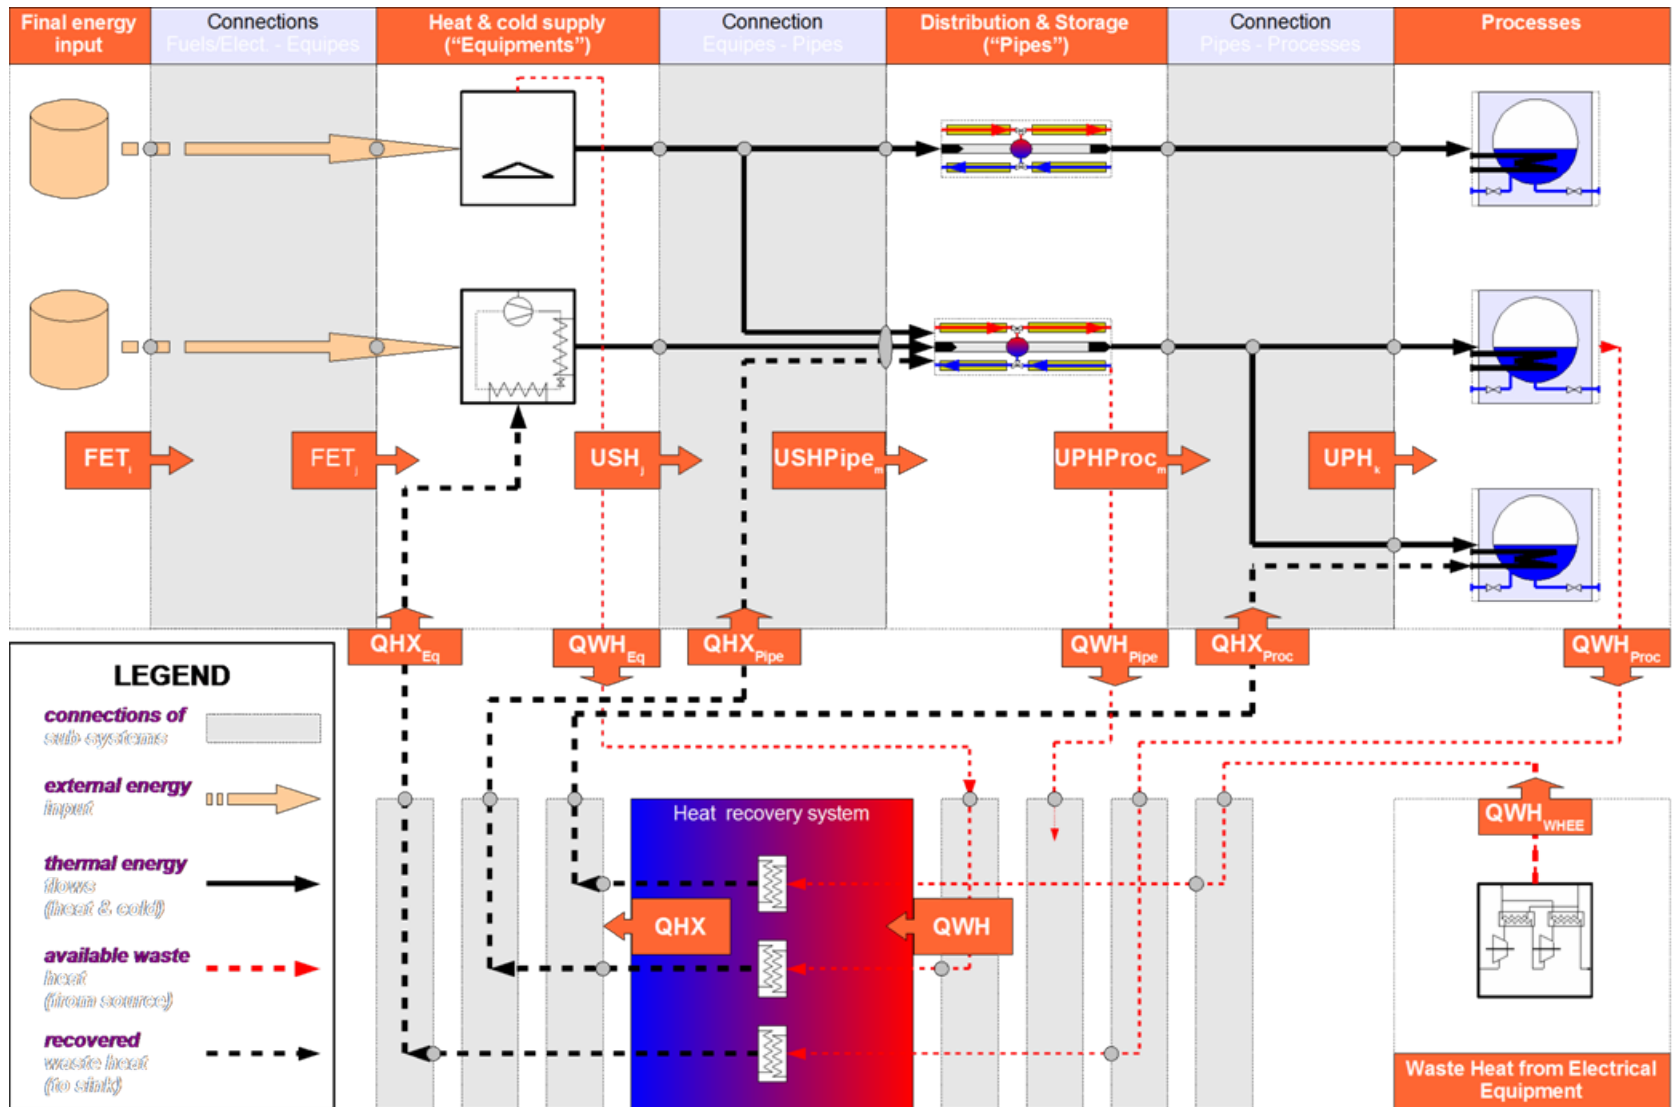 Final energy
input
Connections
Fuels/Elect. - Equipes
Heat & cold supply
(“Equipments”)
Connection
Equipes - Pipes
Distribution & Storage
(“Pipes”)
Connection
Pipes - Processes
Processes
FETi
FETj
USHj
USHPipem
UPHProcm
UPHk
QHXEq
QWHEq
QHXPipe
QWHPipe
QHXProc
QWHProc
LEGEND
connections of
sub systems
external energy
input
thermal energy
flows
(heat & cold)
available waste
heat
(from source)
recovered
waste heat
(to sink)
Heat recovery system
QHX
QWH
QWHWHEE
Waste Heat from Electrical
Equipment